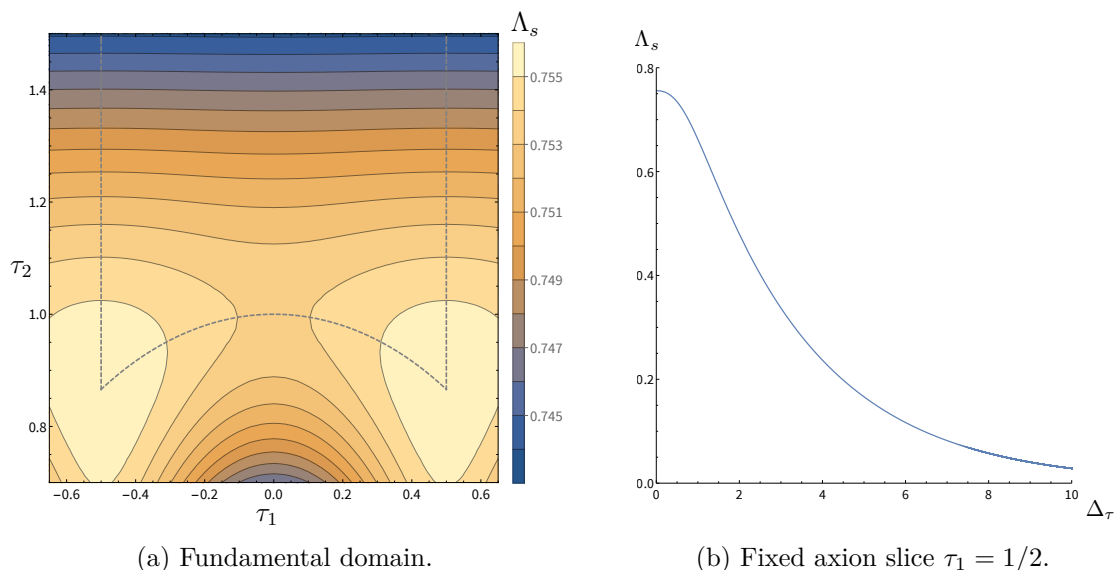 Λₛ
1.4
1.2
τ₂
1.0
0.8
−0.6 −0.4 −0.2 0.0 0.2 0.4 0.6
τ₁
0.755
0.753
0.751
0.749
0.747
0.745
(a) Fundamental domain.
Λₛ
0.8
0.6
0.4
0.2
0.0
0 2 4 6 8 10
Δ_τ
(b) Fixed axion slice τ₁ = 1/2.